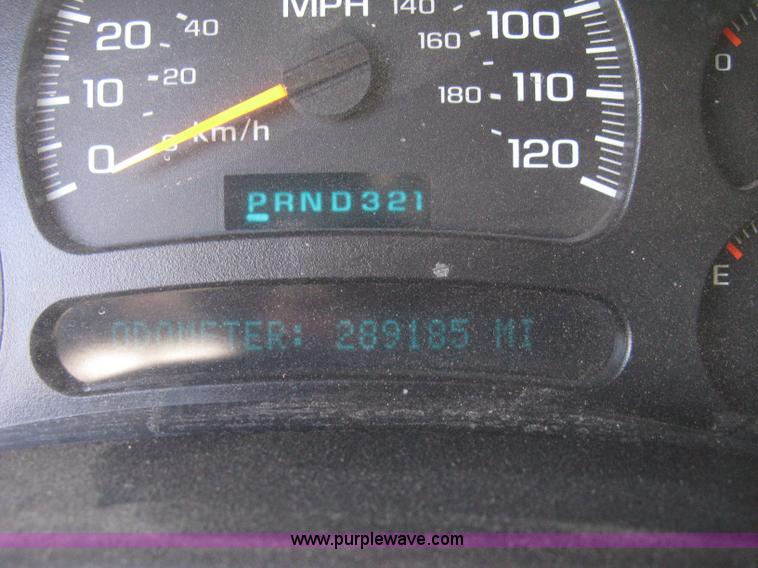 MPH
20 40
10 20
0 0 km/h
140
160 100
180 110
120
PRND321
ODOMETER: 289185 MI
0
E
www.purplewave.com